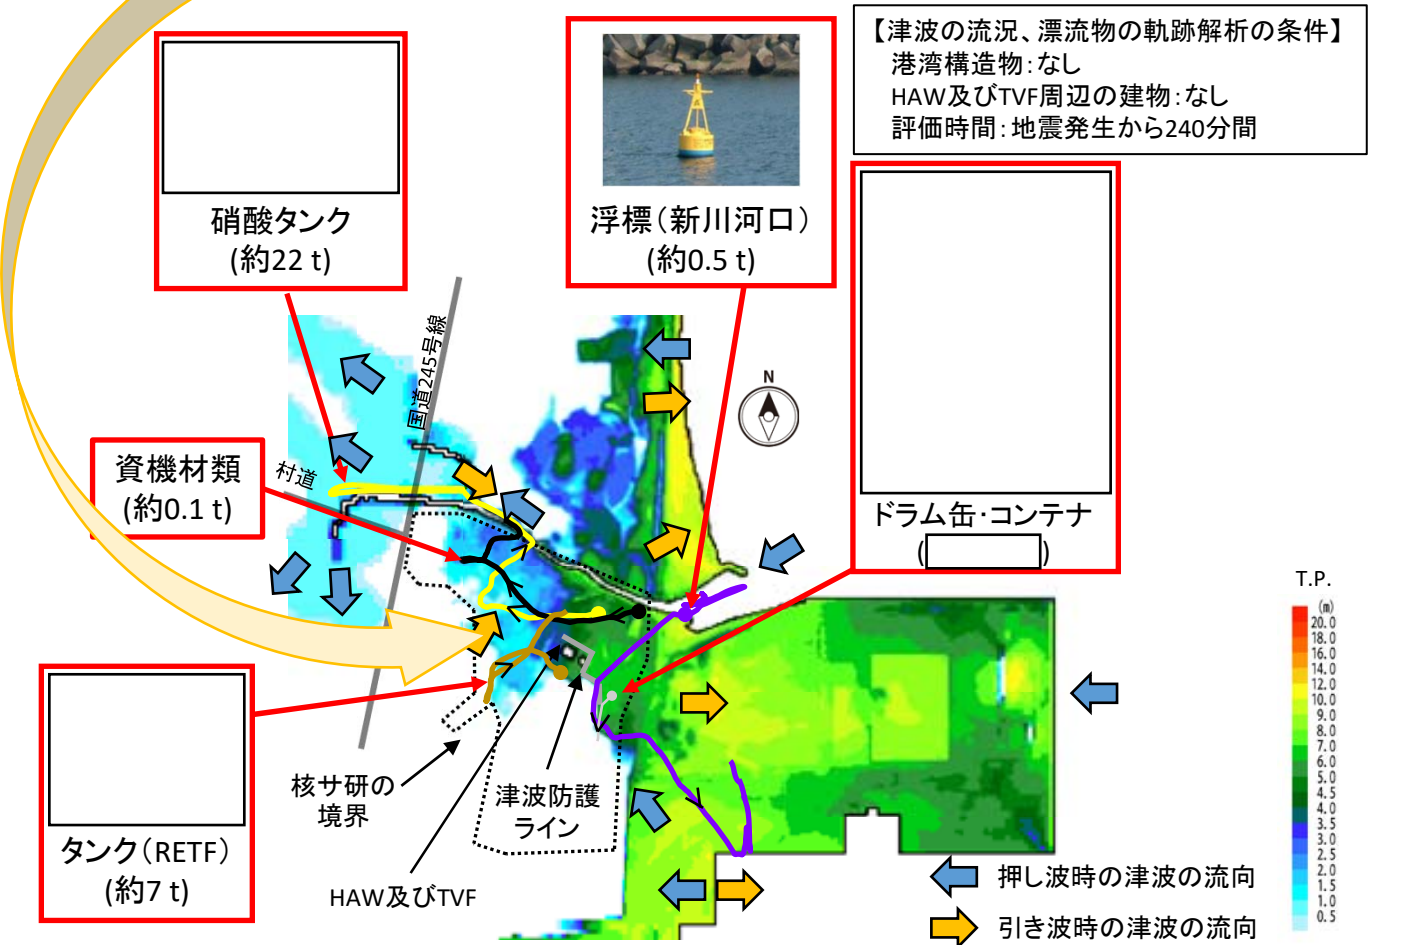 【津波の流況、漂流物の軌跡解析の条件】
港湾構造物:なし
HAW及びTVF周辺の建物:なし
評価時間:地震発生から240分間
硝酸タンク
(約22 t)
浮標(新川河口)
(約0.5 t)
ドラム缶・コンテナ
(　　)
国道245号線
N
資機材類
(約0.1 t)
村道
T.P.
(m)
20.0
18.0
16.0
14.0
12.0
10.0
9.0
8.0
7.0
6.0
5.0
4.5
4.0
3.5
3.0
2.5
2.0
1.5
1.0
0.5
核サ研の
境界
津波防護
ライン
タンク(RETF)
(約7 t)
HAW及びTVF
押し波時の津波の流向
引き波時の津波の流向